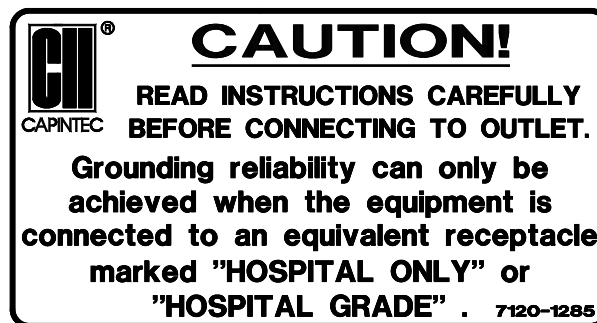 CII®
CAPINTEC
CAUTION!
READ INSTRUCTIONS CAREFULLY
BEFORE CONNECTING TO OUTLET.
Grounding reliability can only be
achieved when the equipment is
connected to an equivalent receptacle
marked ”HOSPITAL ONLY” or
”HOSPITAL GRADE” . 7120-1285